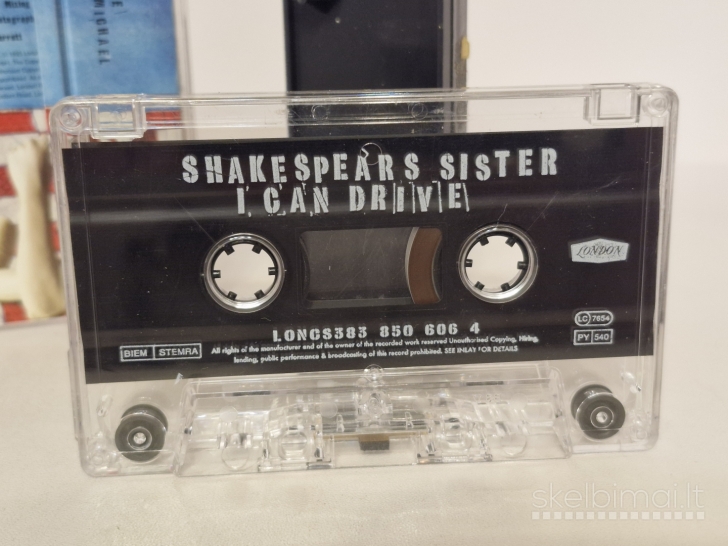 Mixing
MICHAEL
SHAKESPEARS SISTER
I CAN DRIVE
LONDON
LONCS383 850 606 4
LC 7654
BIEM STEMRA
PY 540
All rights of the manufacturer and of the owner of the recorded work reserved Unauthorised Copying, Hiring,
lending, public performance & broadcasting of this record prohibited. SEE INLAY FOR DETAILS
skelbimai.lt